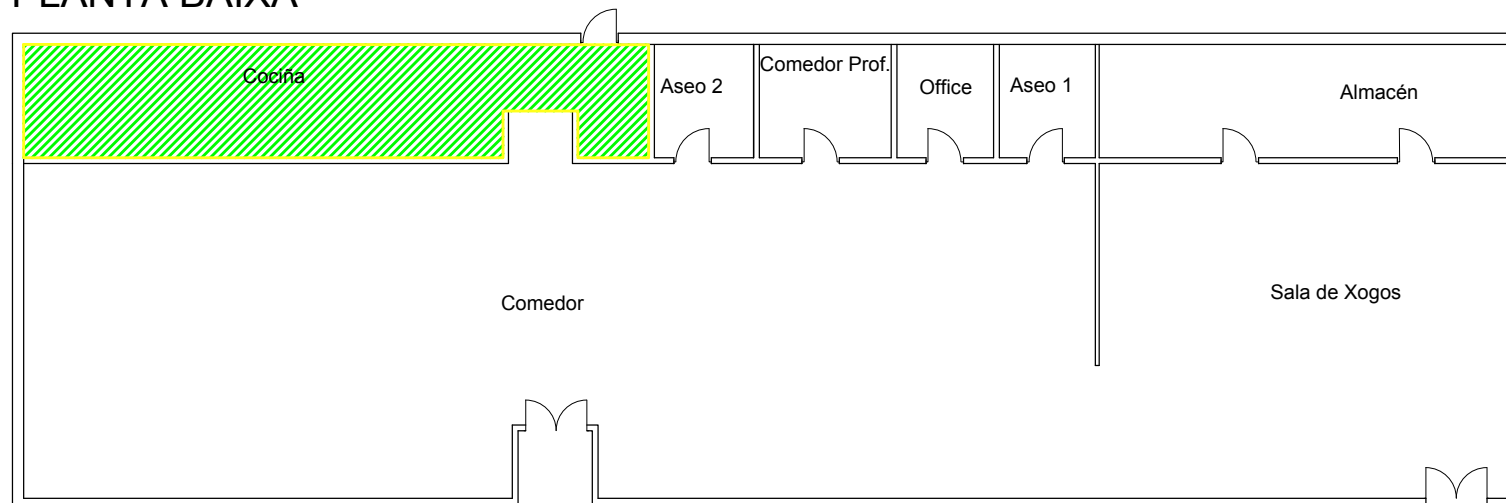 PLANTA BAIXA
Cociña
Aseo 2
Comedor Prof.
Office
Aseo 1
Almacén
Comedor
Sala de Xogos